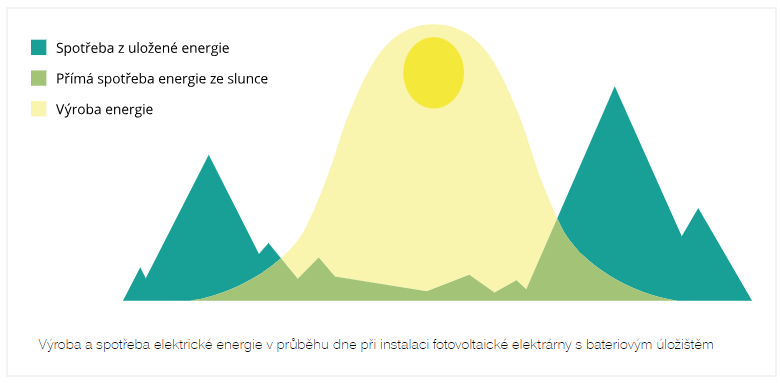 Spotřeba z uložené energie
Přímá spotřeba energie ze slunce
Výroba energie
Výroba a spotřeba elektrické energie v průběhu dne při instalaci fotovoltaické elektrárny s bateriovým úložištěm